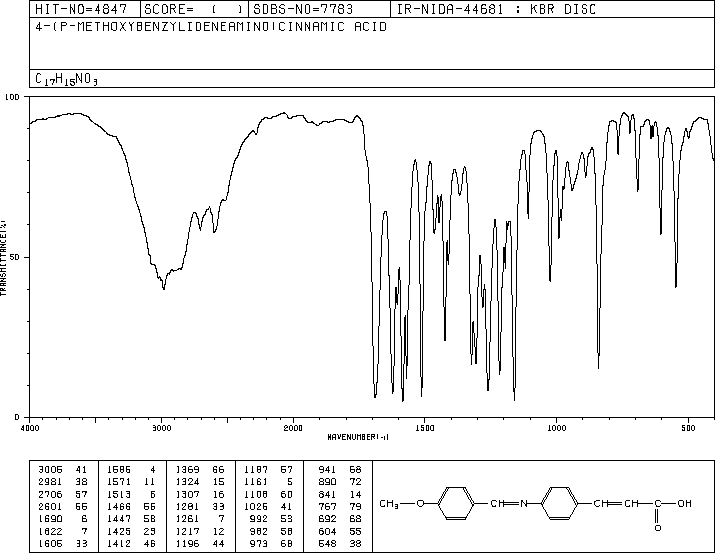 HIT-NO=4847 SCORE= ( ) SDBS-NO=7783 IR-NIDA-44681 : KBR DISC
4-(P-METHOXYBENZYLIDENEAMINO)CINNAMIC ACID
C17H15NO3
100
50
0
TRANSMITTANCE(%)
4000 3000 2000 1500 1000 500
WAVENUMBER(-1)
3005 41 1586 4 1369 66 1187 57 941 68
2981 38 1571 11 1324 15 1161 5 890 72
2706 57 1513 6 1307 16 1108 60 841 14
2601 55 1466 55 1281 33 1026 41 767 79
1690 6 1447 58 1261 7 992 53 692 68
1622 7 1425 23 1217 12 982 58 604 55
1605 33 1412 46 1196 44 973 68 548 38
CH3 O CH=N CH=CH C OH
O